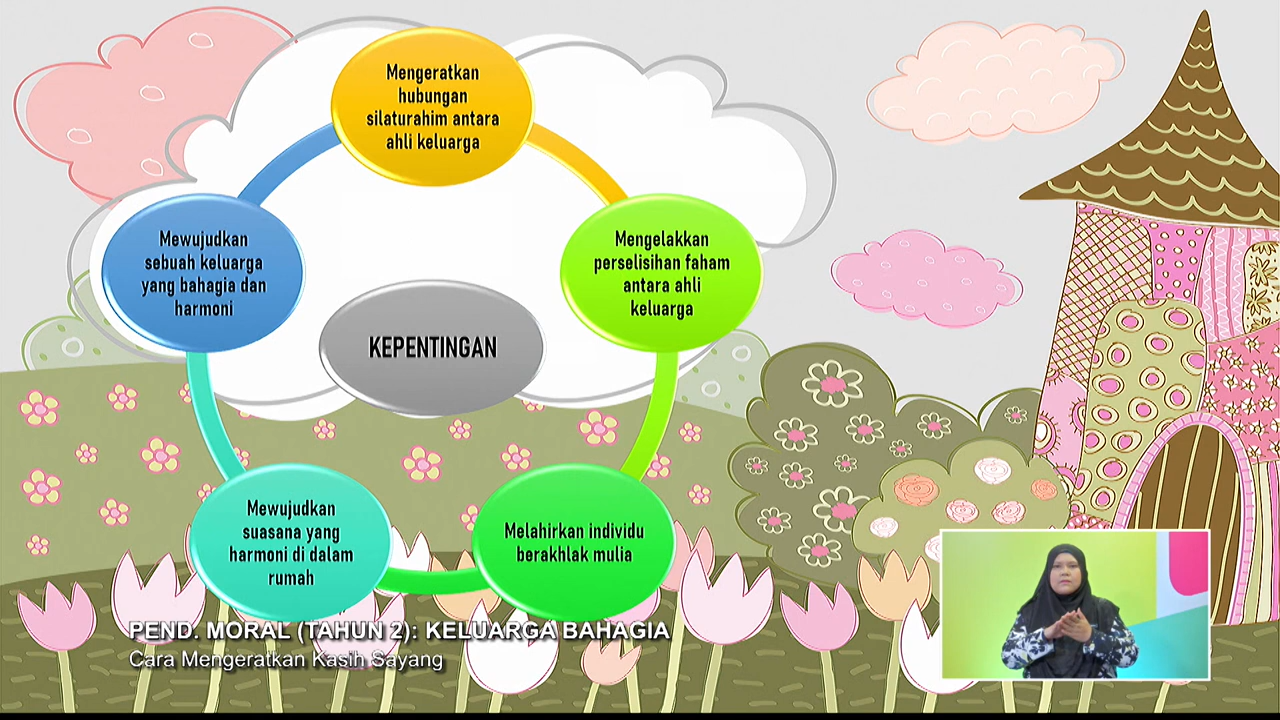 Mengeratkan
hubungan
silaturahim antara
ahli keluarga
Mengelakkan
perselisihan faham
antara ahli
keluarga
Melahirkan individu
berakhlak mulia
Mewujudkan
suasana yang
harmoni di dalam
rumah
Mewujudkan
sebuah keluarga
yang bahagia dan
harmoni
KEPENTINGAN
PEND. MORAL (TAHUN 2): KELUARGA BAHAGIA
Cara Mengeratkan Kasih Sayang